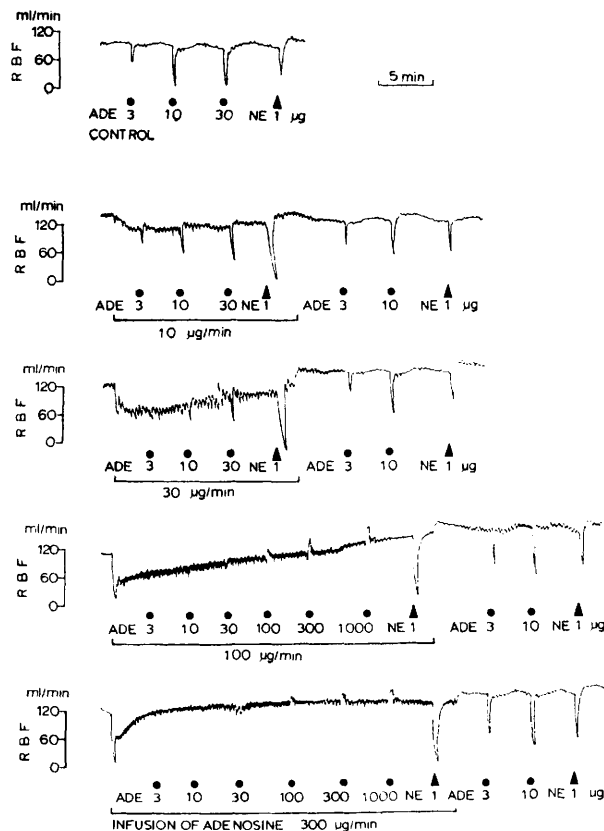 ml/min
120
60
0
RBF
5 min
ADE 3 10 30 NE 1 µg
CONTROL
ml/min
120
60
0
RBF
ADE 3 10 30 NE 1 ADE 3 10 NE 1 µg
10 µg/min
ml/min
120
60
0
RBF
ADE 3 10 30 NE 1 ADE 3 10 NE 1 µg
30 µg/min
ml/min
120
60
0
RBF
ADE 3 10 30 100 300 1000 NE 1 ADE 3 10 NE 1 µg
100 µg/min
ml/min
120
60
0
RBF
ADE 3 10 30 100 300 1000 NE 1 ADE 3 10 NE 1 µg
INFUSION OF ADENOSINE 300 µg/min